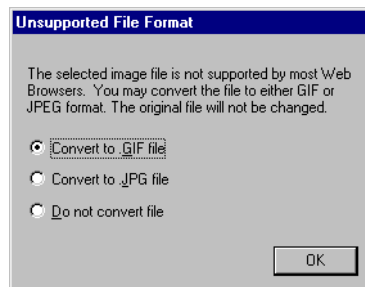 Unsupported File Format
The selected image file is not supported by most Web
Browsers. You may convert the file to either GIF or
JPEG format. The original file will not be changed.
Convert to .GIF file
Convert to .JPG file
Do not convert file
OK